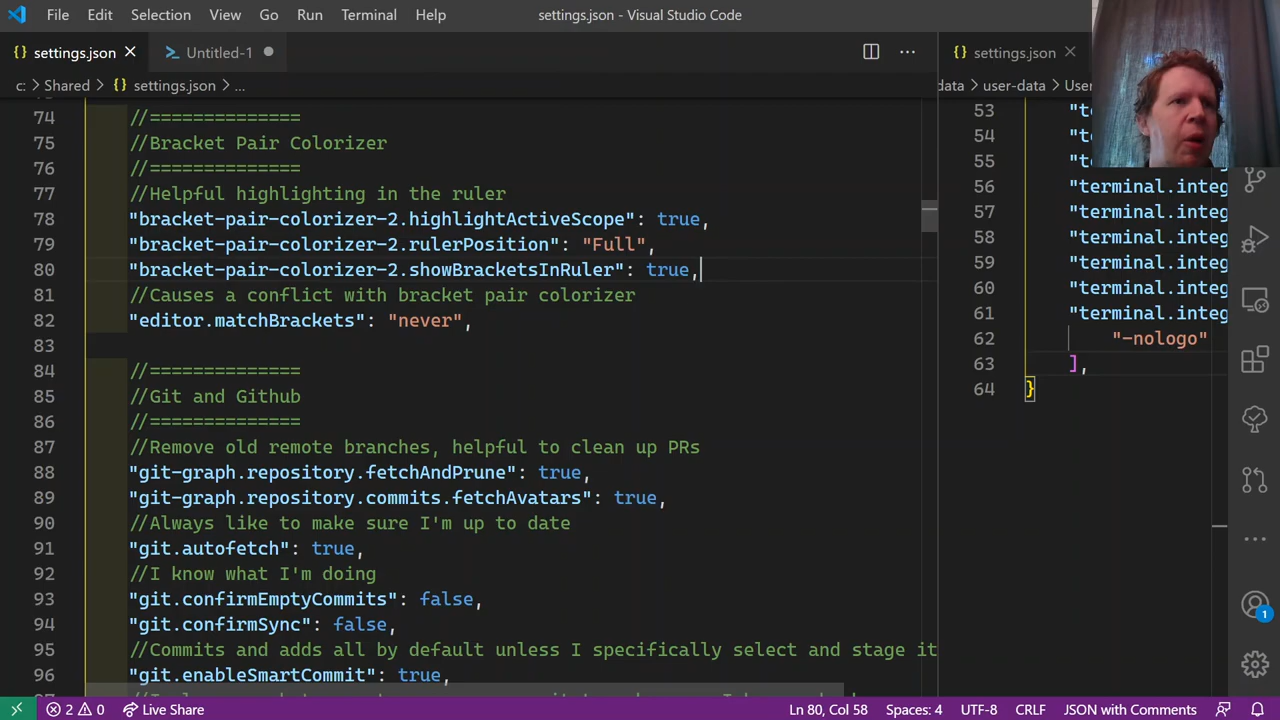 File Edit Selection View Go Run Terminal Help settings.json - Visual Studio Code
{} settings.json × Untitled-1 ● ···
c: > Shared > {} settings.json > ...
74 //==============
75 //Bracket Pair Colorizer
76 //==============
77 //Helpful highlighting in the ruler
78 "bracket-pair-colorizer-2.highlightActiveScope": true,
79 "bracket-pair-colorizer-2.rulerPosition": "Full",
80 "bracket-pair-colorizer-2.showBracketsInRuler": true,
81 //Causes a conflict with bracket pair colorizer
82 "editor.matchBrackets": "never",
83
84 //==============
85 //Git and Github
86 //==============
87 //Remove old remote branches, helpful to clean up PRs
88 "git-graph.repository.fetchAndPrune": true,
89 "git-graph.repository.commits.fetchAvatars": true,
90 //Always like to make sure I'm up to date
91 "git.autofetch": true,
92 //I know what I'm doing
93 "git.confirmEmptyCommits": false,
94 "git.confirmSync": false,
95 //Commits and adds all by default unless I specifically select and stage it
96 "git.enableSmartCommit": true,
{} settings.json ×
data > user-data > User
53 "te
54 "te
55 "te
56 "terminal.integ
57 "terminal.integ
58 "terminal.integ
59 "terminal.integ
60 "terminal.integ
61 "terminal.integ
62 "-nologo"
63 ],
64 }
1
2 0 Live Share Ln 80, Col 58 Spaces: 4 UTF-8 CRLF JSON with Comments